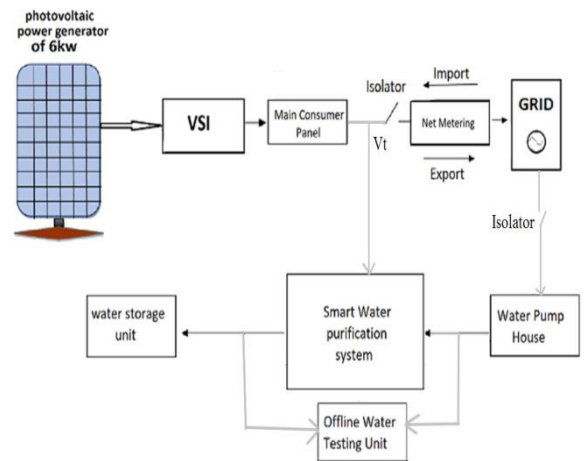 photovoltaic
power generator
of 6kw
VSI
Main Consumer
Panel
Isolator
Vt
Import
Net Metering
Export
GRID
Isolator
water storage
unit
Smart Water
purification
system
Water Pump
House
Offline Water
Testing Unit